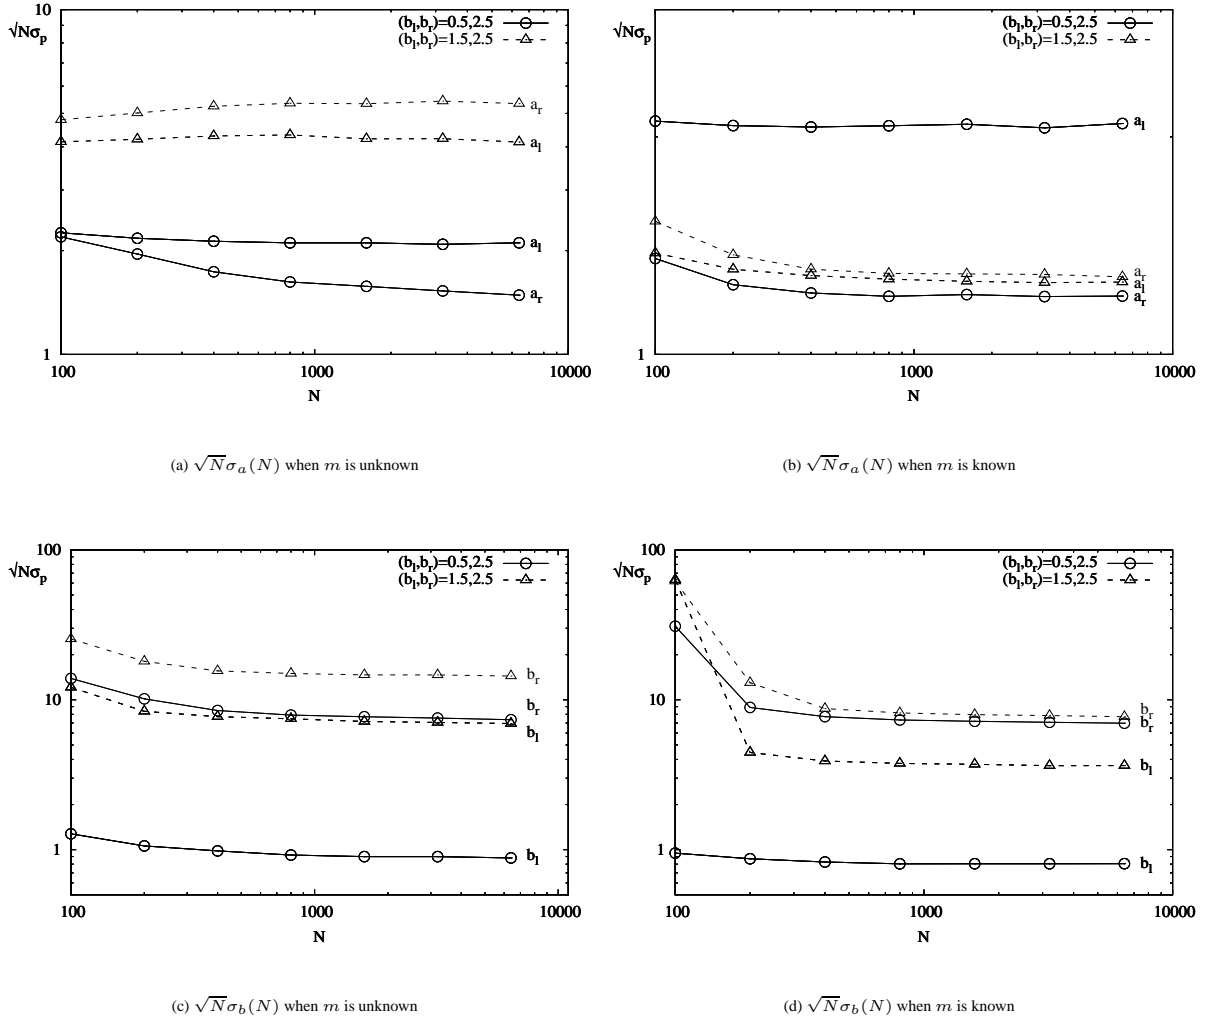 10
√Nσp
(bl,br)=0.5,2.5
(bl,br)=1.5,2.5
ar
al
al
ar
1
100
1000
10000
N
(a) √Nσa(N) when m is unknown
√Nσp
(bl,br)=0.5,2.5
(bl,br)=1.5,2.5
al
ar
al
ar
1
100
1000
10000
N
(b) √Nσa(N) when m is known
100
√Nσp
(bl,br)=0.5,2.5
(bl,br)=1.5,2.5
10
br
br
bl
1
bl
100
1000
10000
N
(c) √Nσb(N) when m is unknown
100
√Nσp
(bl,br)=0.5,2.5
(bl,br)=1.5,2.5
10
br
br
bl
1
bl
100
1000
10000
N
(d) √Nσb(N) when m is known